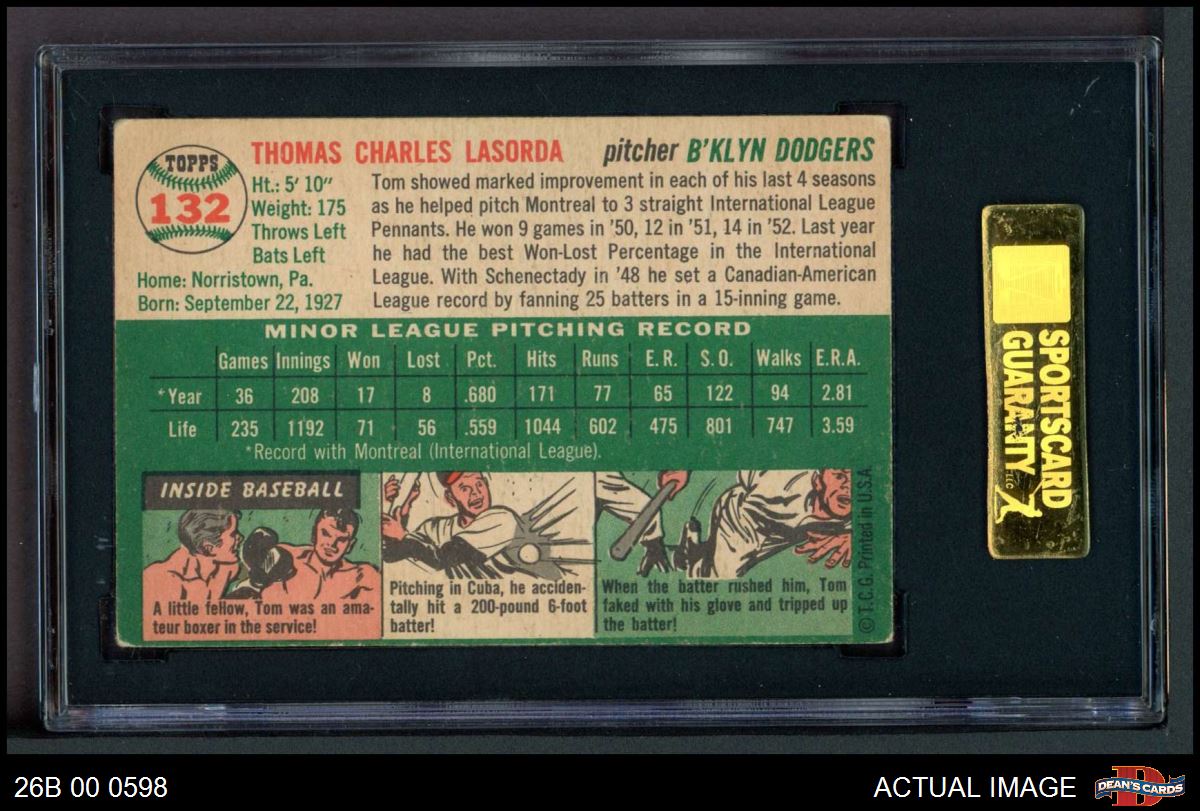 TOPPS
132
THOMAS CHARLES LASORDA pitcher B'KLYN DODGERS
Ht.: 5' 10"
Weight: 175
Throws Left
Bats Left
Home: Norristown, Pa.
Born: September 22, 1927
Tom showed marked improvement in each of his last 4 seasons
as he helped pitch Montreal to 3 straight International League
Pennants. He won 9 games in '50, 12 in '51, 14 in '52. Last year
he had the best Won-Lost Percentage in the International
League. With Schenectady in '48 he set a Canadian-American
League record by fanning 25 batters in a 15-inning game.
MINOR LEAGUE PITCHING RECORD
Games Innings Won Lost Pct. Hits Runs E.R. S.O. Walks E.R.A.
*Year 36 208 17 8 .680 171 77 65 122 94 2.81
Life 235 1192 71 56 .559 1044 602 475 801 747 3.59
*Record with Montreal (International League).
INSIDE BASEBALL
A little fellow, Tom was an ama-
teur boxer in the service!
Pitching in Cuba, he acciden-
tally hit a 200-pound 6-foot
batter!
When the batter rushed him, Tom
faked with his glove and tripped up
the batter!
© T.C.G. Printed in U.S.A.
SPORTSCARD
GUARANTY LLC
26B 00 0598
ACTUAL IMAGE
DEAN'S CARDS